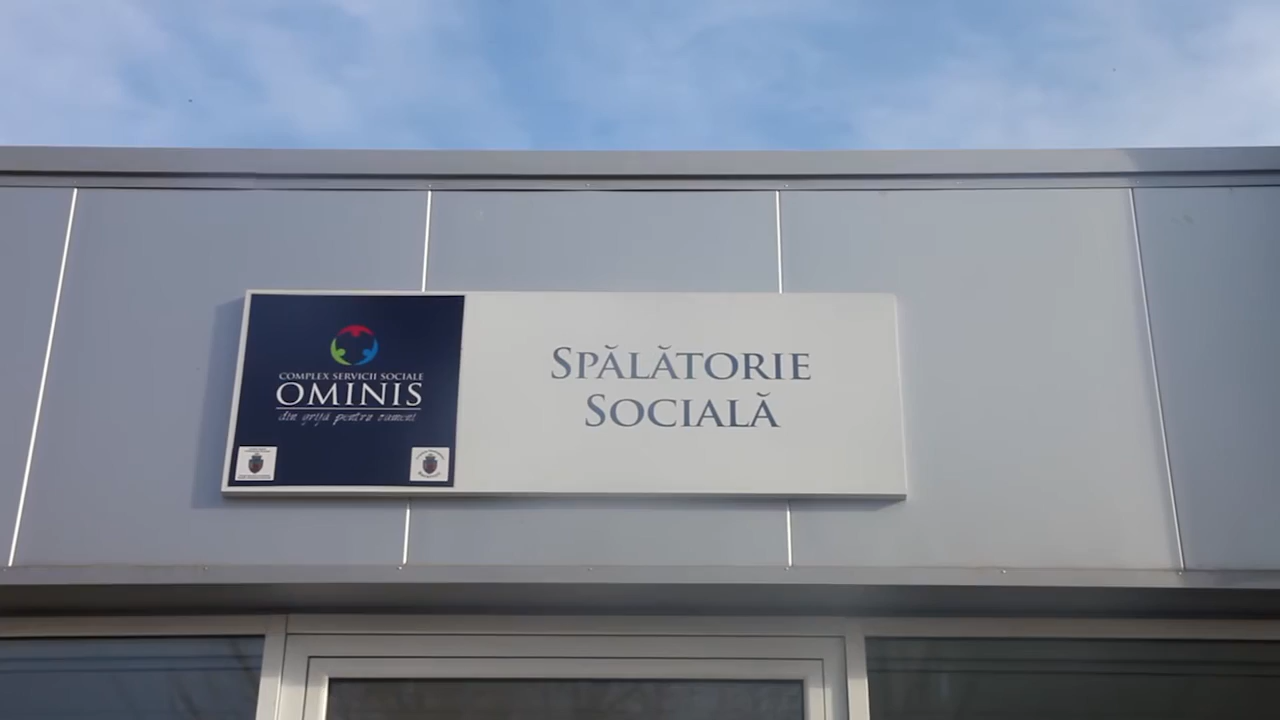 COMPLEX SERVICII SOCIALE
OMINIS
din grijă pentru oameni
SPĂLĂTORIE
SOCIALĂ